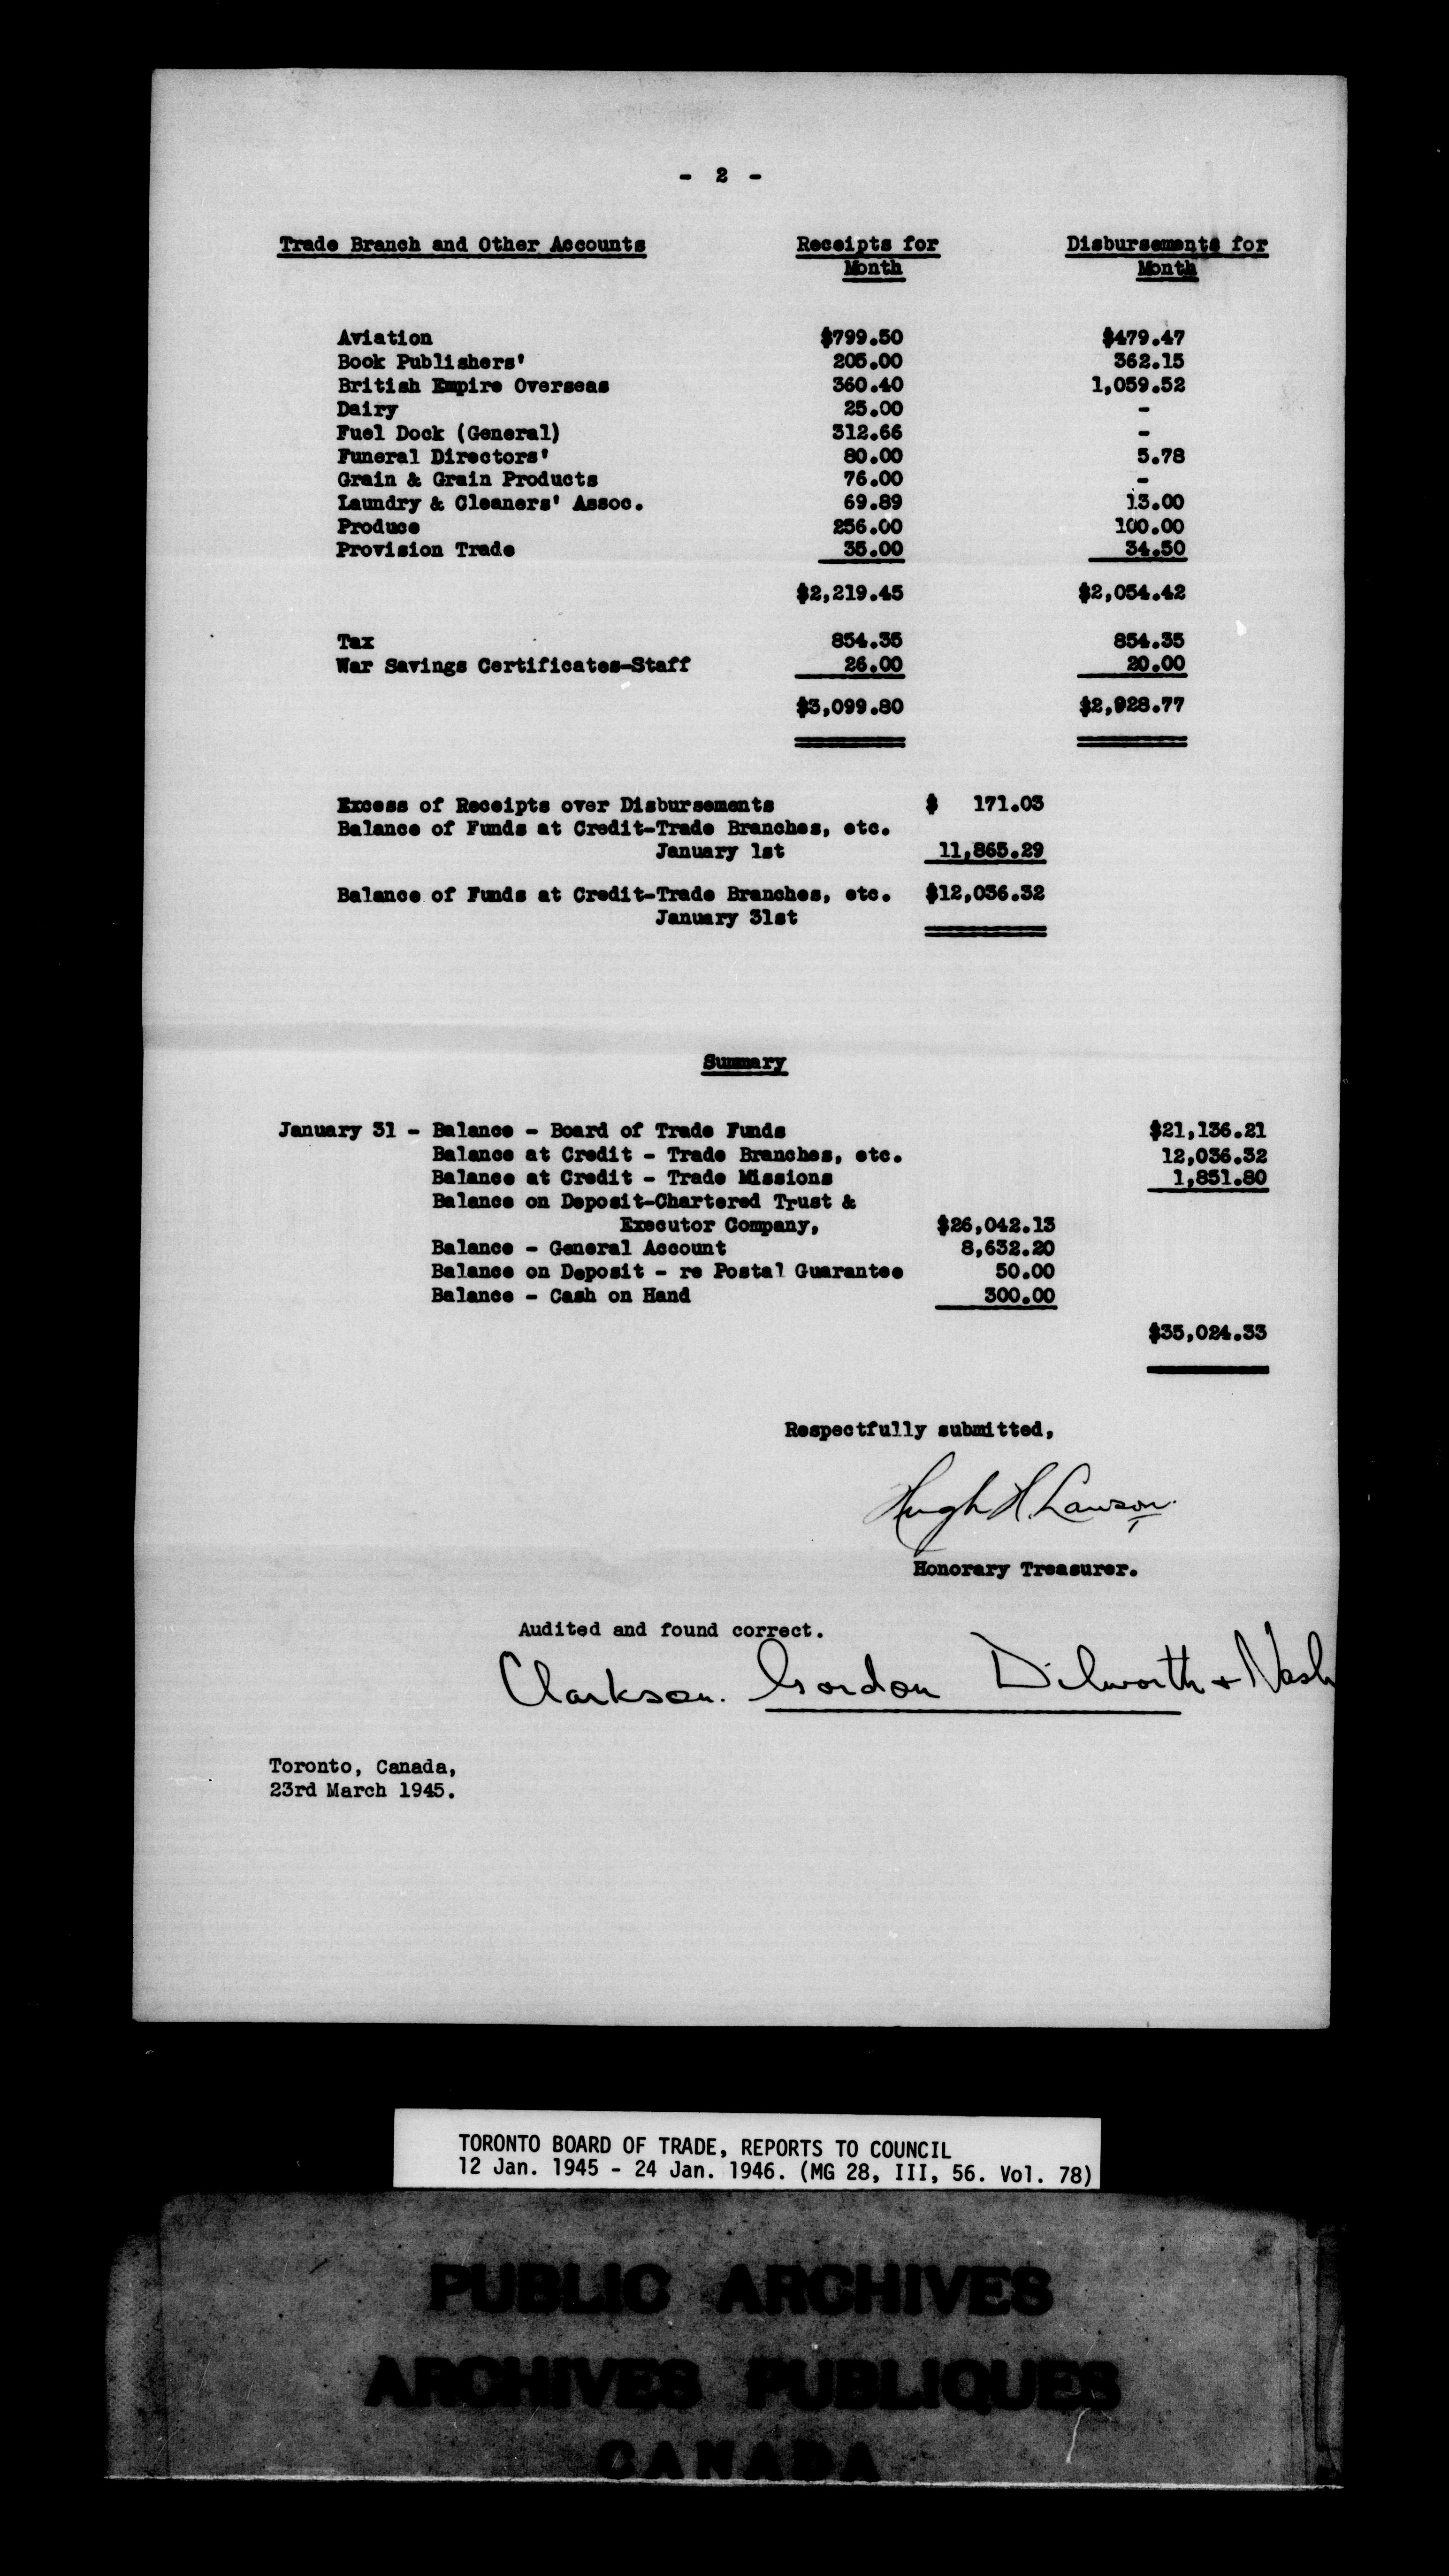 - 2 -
Trade Branch and Other Accounts Receipts for Month Disbursements for Month
Aviation $799.50 $479.47
Book Publishers' 205.00 362.15
British Empire Overseas 360.40 1,059.52
Dairy 25.00 -
Fuel Dock (General) 312.66 -
Funeral Directors' 80.00 5.78
Grain & Grain Products 76.00 -
Laundry & Cleaners' Assoc. 69.89 13.00
Produce 256.00 100.00
Provision Trade 35.00 34.50
$2,219.45 $2,054.42
Tax 854.35 854.35
War Savings Certificates-Staff 26.00 20.00
$3,099.80 $2,928.77
Excess of Receipts over Disbursements $ 171.03
Balance of Funds at Credit-Trade Branches, etc.
January 1st 11,865.29
Balance of Funds at Credit-Trade Branches, etc. $12,036.32
January 31st
Summary
January 31 - Balance - Board of Trade Funds $21,136.21
Balance at Credit - Trade Branches, etc. 12,036.32
Balance at Credit - Trade Missions 1,851.80
Balance on Deposit-Chartered Trust &
Executor Company, $26,042.13
Balance - General Account 8,632.20
Balance on Deposit - re Postal Guarantee 50.00
Balance - Cash on Hand 300.00
$35,024.33
Respectfully submitted,
Hugh H. Lawson
Honorary Treasurer.
Audited and found correct.
Clarkson. Gordon Dilworth + Nash
Toronto, Canada,
23rd March 1945.
TORONTO BOARD OF TRADE, REPORTS TO COUNCIL
12 Jan. 1945 - 24 Jan. 1946. (MG 28, III, 56. Vol. 78)
PUBLIC ARCHIVES
ARCHIVES PUBLIQUES
CANADA